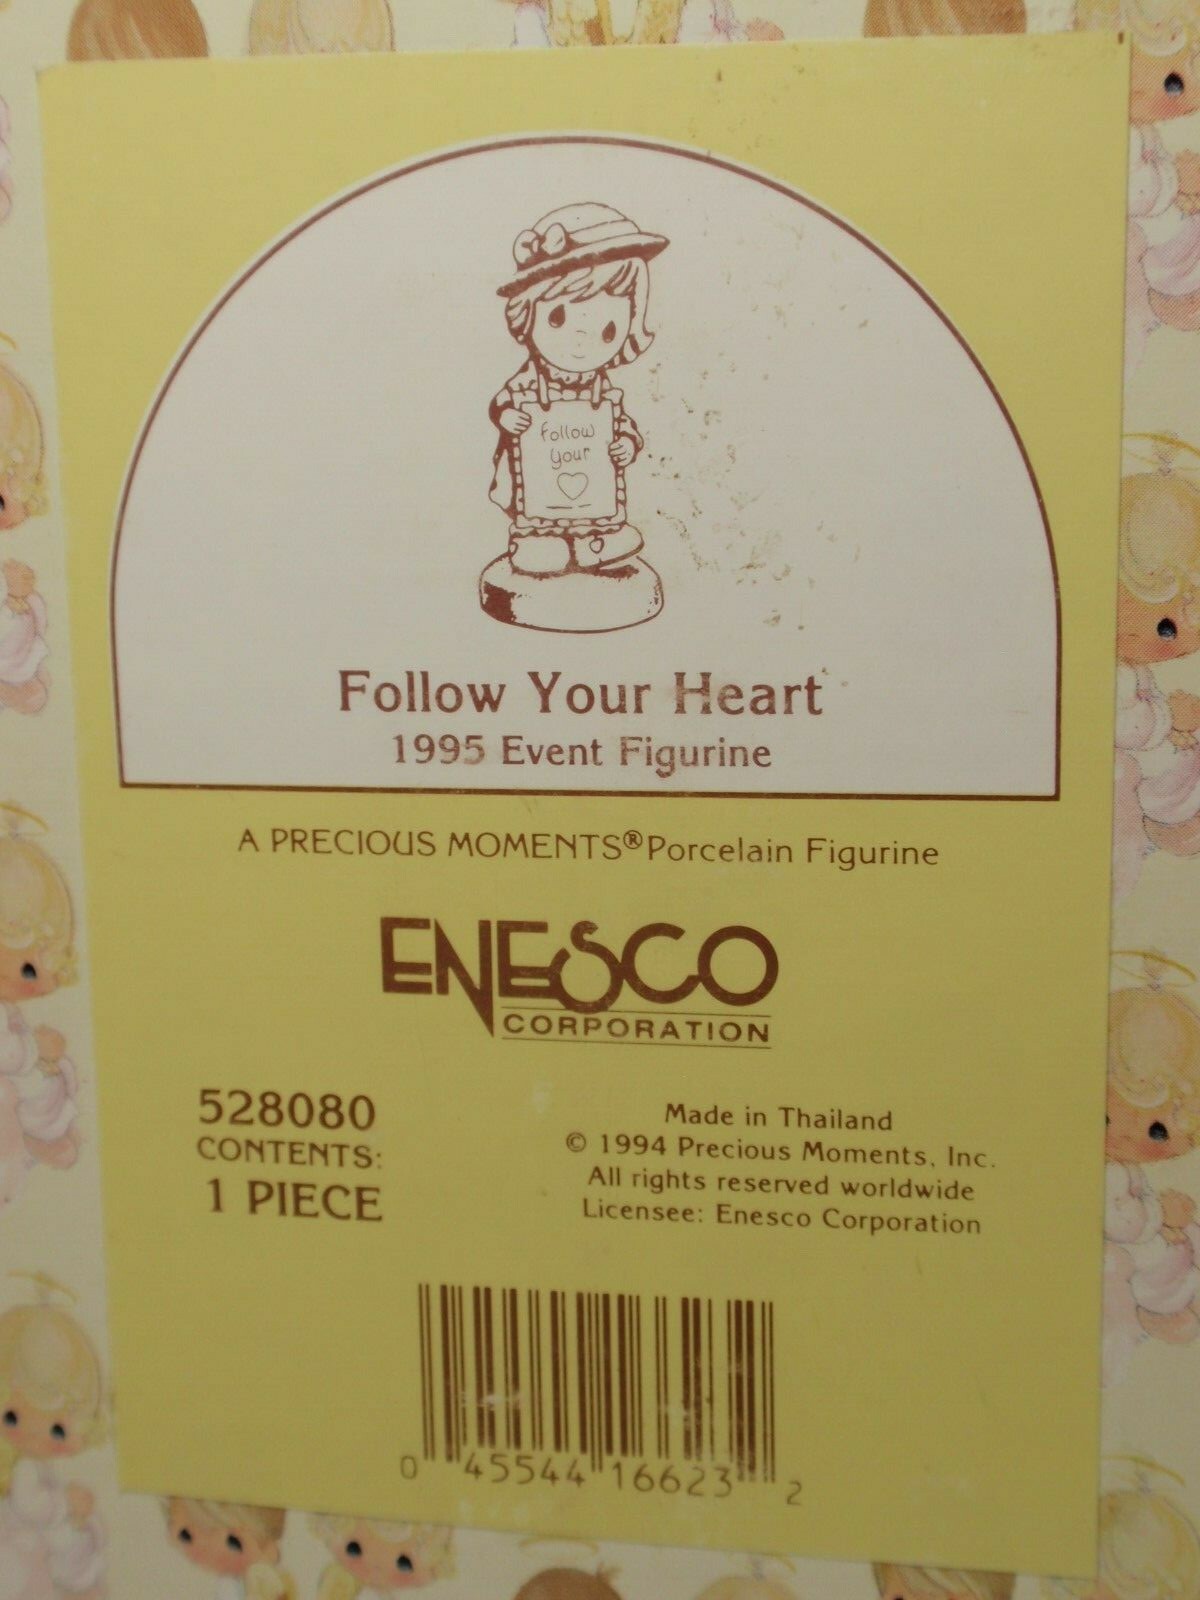 Follow
your
Follow Your Heart
1995 Event Figurine
A PRECIOUS MOMENTS® Porcelain Figurine
ENESCO
CORPORATION
528080
CONTENTS:
1 PIECE
Made in Thailand
© 1994 Precious Moments, Inc.
All rights reserved worldwide
Licensee: Enesco Corporation
0 45544 16623 2